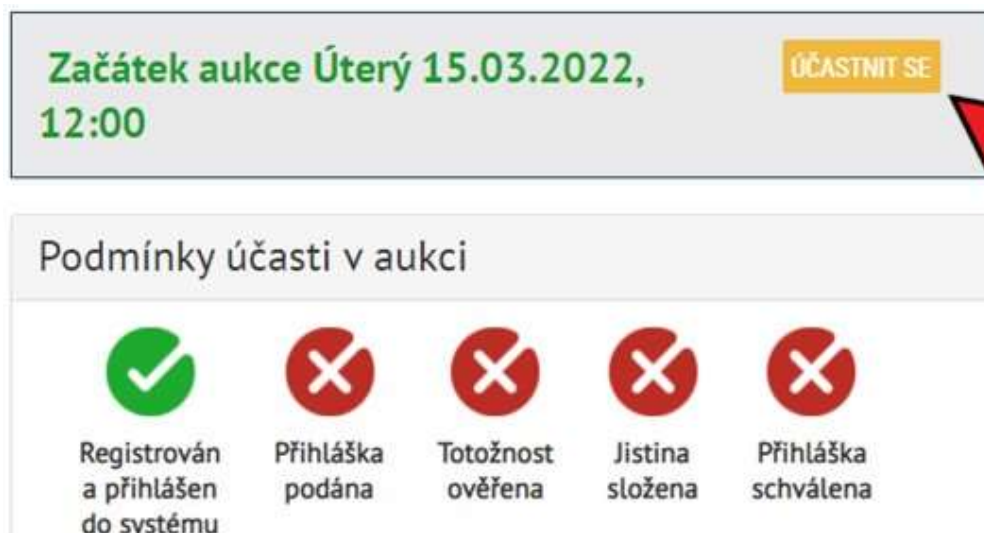 Začátek aukce Úterý 15.03.2022,
12:00
ÚČASTNIT SE
Podmínky účasti v aukci
Registrován
a přihlášen
do systému
Přihláška
podána
Totožnost
ověřena
Jistina
složena
Přihláška
schválena